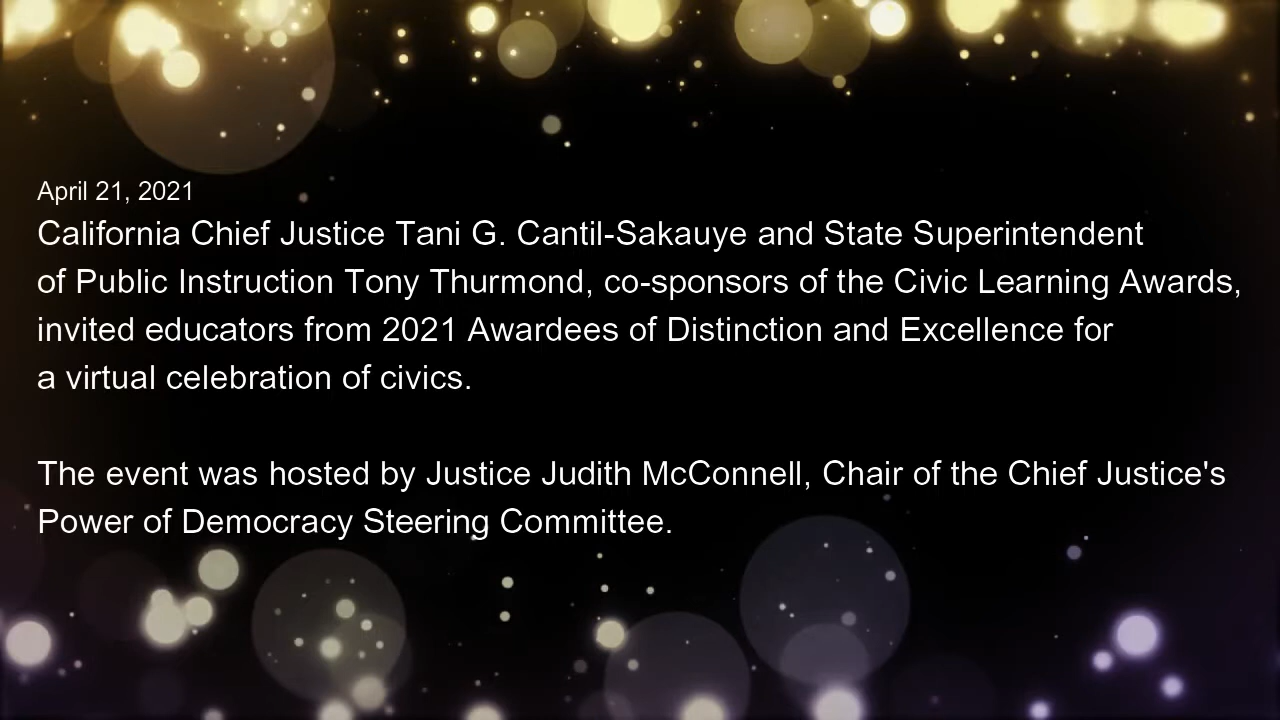 April 21, 2021
California Chief Justice Tani G. Cantil-Sakauye and State Superintendent
of Public Instruction Tony Thurmond, co-sponsors of the Civic Learning Awards,
invited educators from 2021 Awardees of Distinction and Excellence for
a virtual celebration of civics.
The event was hosted by Justice Judith McConnell, Chair of the Chief Justice's
Power of Democracy Steering Committee.